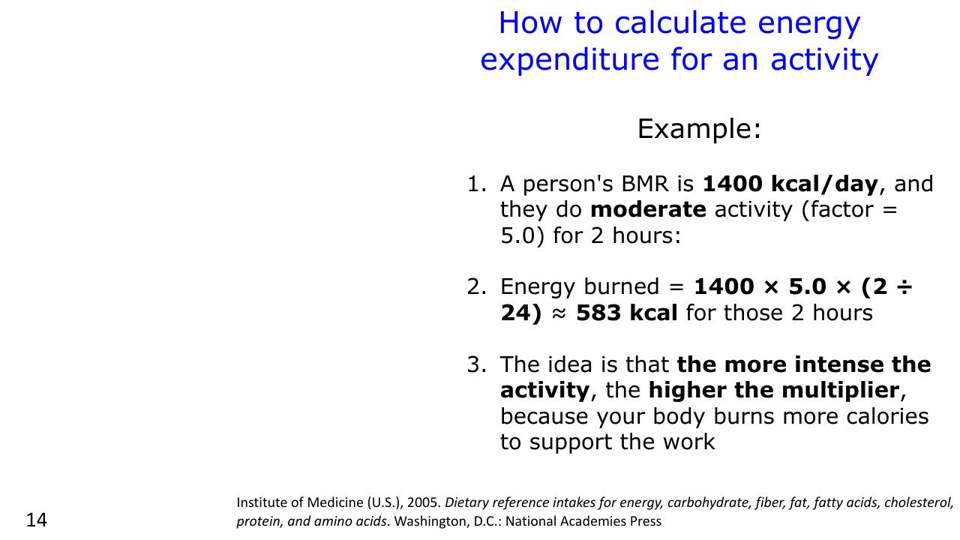 How to calculate energy
expenditure for an activity
Example:
1. A person's BMR is 1400 kcal/day, and
they do moderate activity (factor =
5.0) for 2 hours:
2. Energy burned = 1400 × 5.0 × (2 ÷
24) ≈ 583 kcal for those 2 hours
3. The idea is that the more intense the
activity, the higher the multiplier,
because your body burns more calories
to support the work
Institute of Medicine (U.S.), 2005. Dietary reference intakes for energy, carbohydrate, fiber, fat, fatty acids, cholesterol,
protein, and amino acids. Washington, D.C.: National Academies Press
14